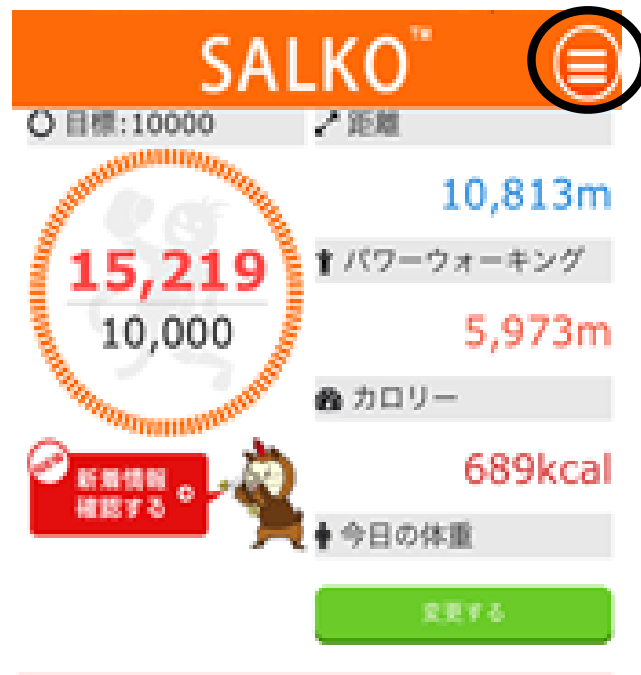 SALKO™
目標:10000
15,219
10,000
NEW
新着情報
確認する
距離
10,813m
パワーウォーキング
5,973m
カロリー
689kcal
今日の体重
変更する